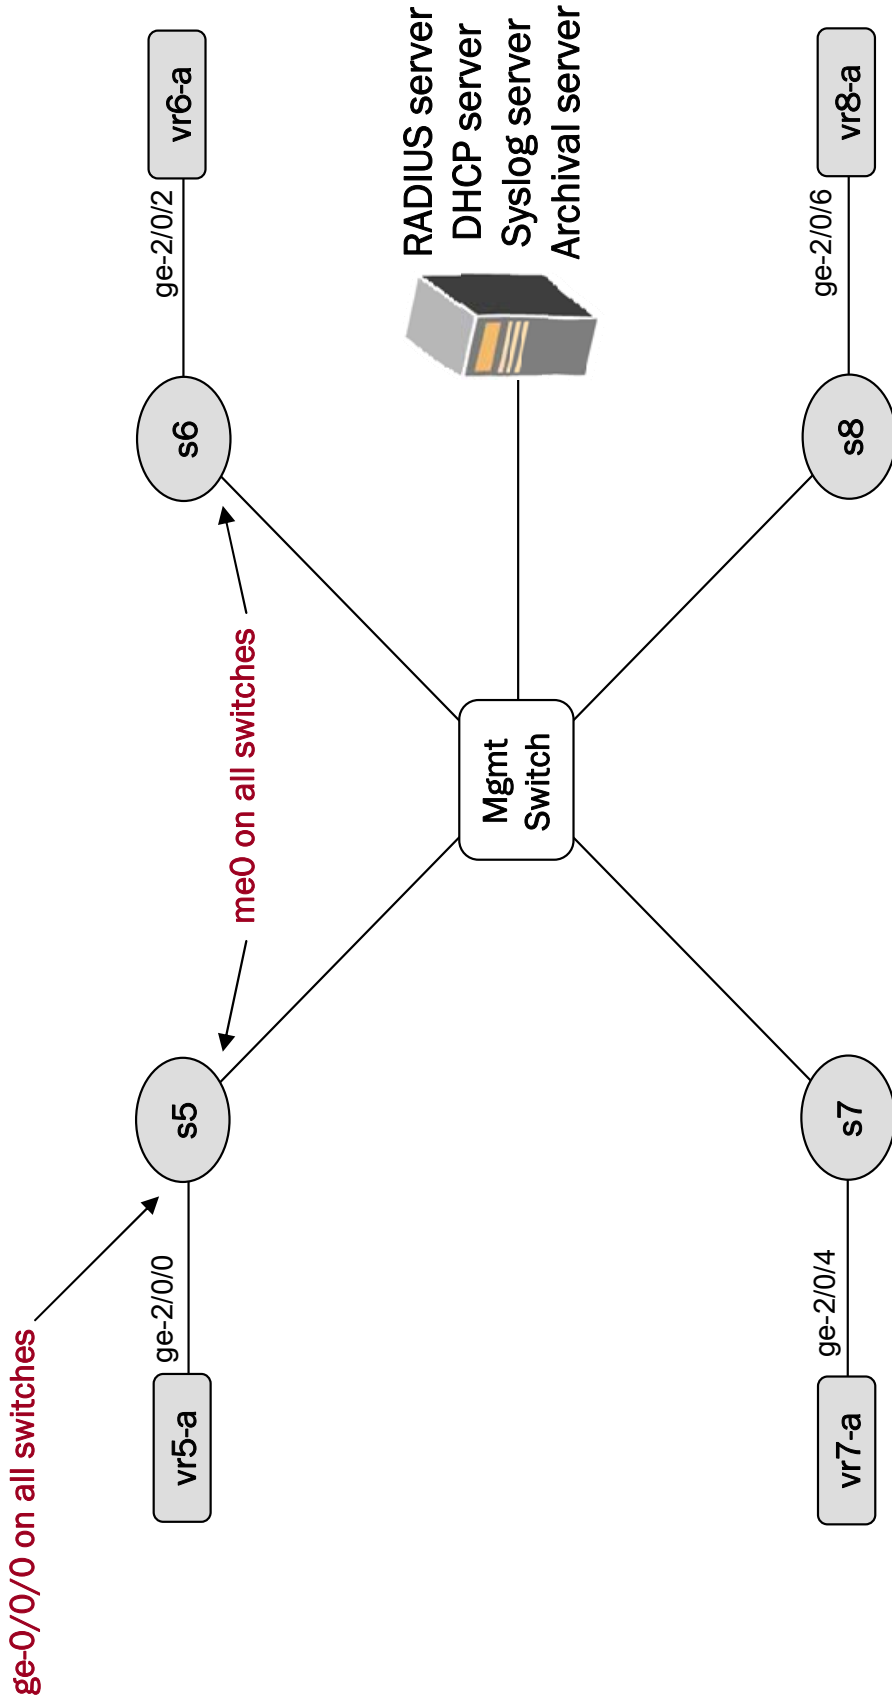 ge-0/0/0 on all switches
vr5-a
ge-2/0/0
s5
me0 on all switches
s6
ge-2/0/2
vr6-a
Mgmt
Switch
RADIUS server
DHCP server
Syslog server
Archival server
vr7-a
ge-2/0/4
s7
s8
ge-2/0/6
vr8-a